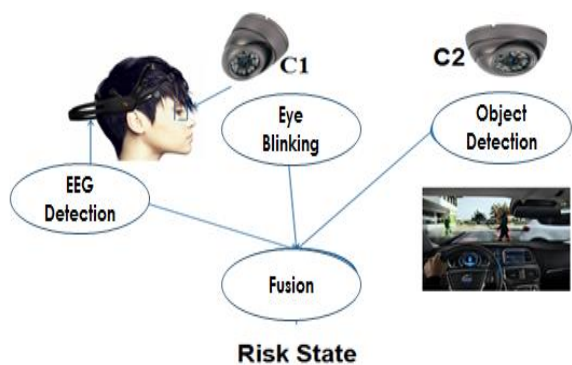 C1
C2
Eye
Blinking
Object
Detection
EEG
Detection
Fusion
Risk State